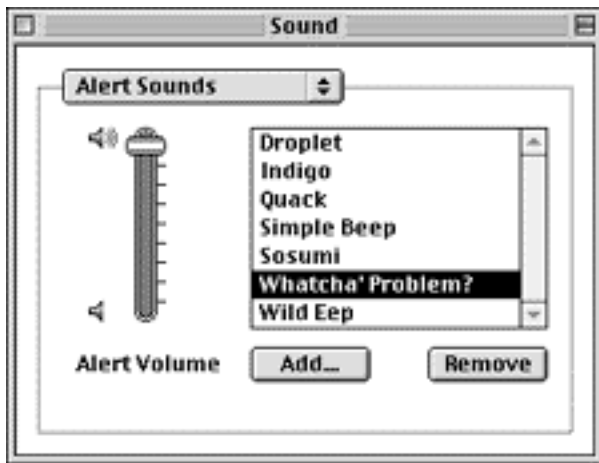 Sound
Alert Sounds
Droplet
Indigo
Quack
Simple Beep
Sosumi
Whatcha' Problem?
Wild Eep
Alert Volume
Add...
Remove